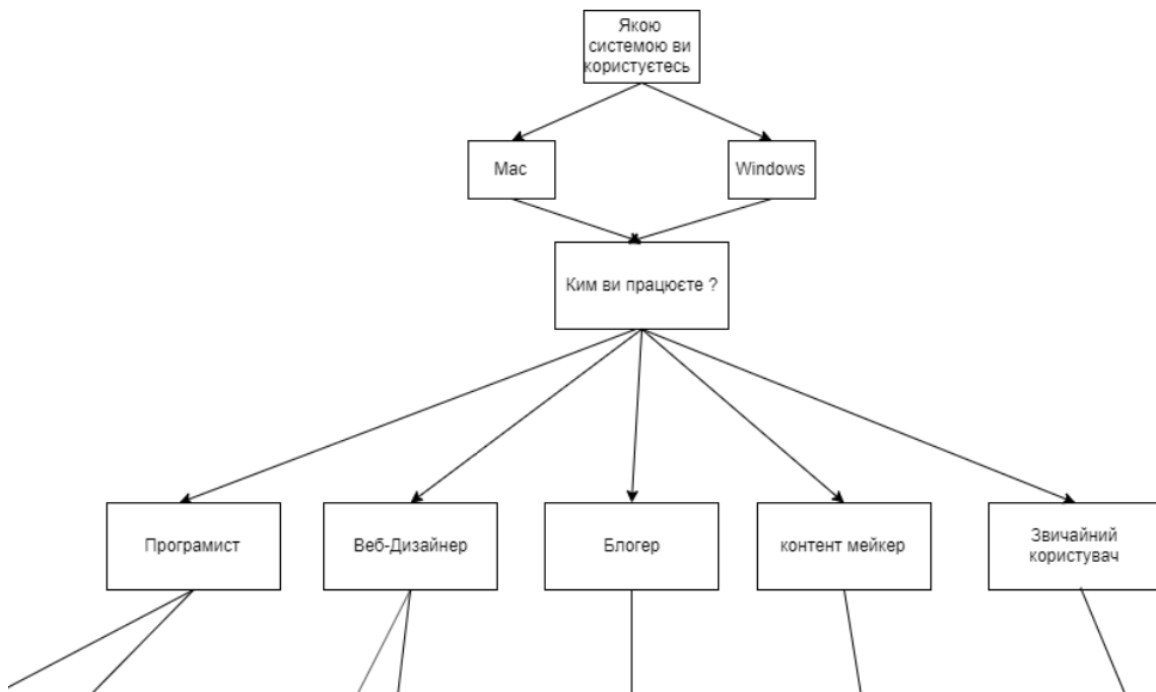 Якою
системою ви
користуєтесь
Mac
Windows
Ким ви працюєте ?
Програмист
Веб-Дизайнер
Блогер
контент мейкер
Звичайний
користувач